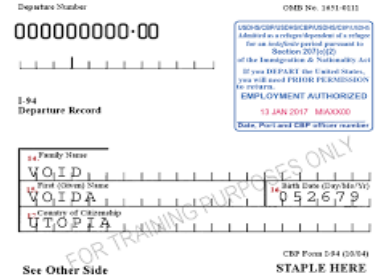 Departure Number
OMB No. 1651-0111
000000000-00
USDHS/CBP/USDHS/CBP/USDHS/CBP/USDHS
Admitted as a refugee/dependent of a refugee
for an indefinite period pursuant to
Section 207(c)(2)
of the Immigration & Nationality Act
If you DEPART the United States,
you will need PRIOR PERMISSION
to return.
EMPLOYMENT AUTHORIZED
13 JAN 2017 MIAXX00
Date, Port and CBP officer number
I-94
Departure Record
14. Family Name
VOID
15. First (Given) Name
VOIDA
16. Birth Date (Day/Mo/Yr)
052679
17. Country of Citizenship
UTOPIA
FOR TRAINING PURPOSES ONLY
CBP Form I-94 (10/04)
See Other Side
STAPLE HERE